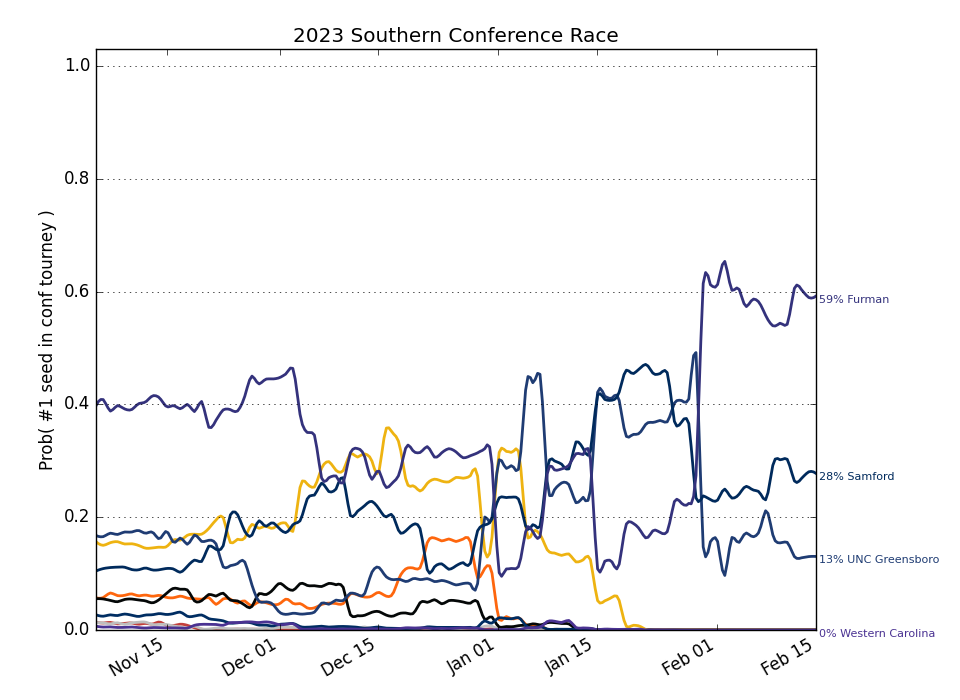 2023 Southern Conference Race
Prob( #1 seed in conf tourney )
1.0
0.8
0.6
0.4
0.2
0.0
59% Furman
28% Samford
13% UNC Greensboro
0% Western Carolina
Nov 15
Dec 01
Dec 15
Jan 01
Jan 15
Feb 01
Feb 15